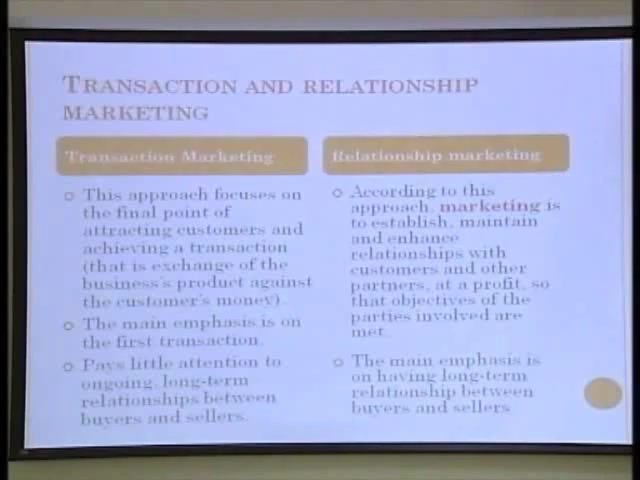 TRANSACTION AND RELATIONSHIP
MARKETING
Transaction Marketing
This approach focuses on
the final point of
attracting customers and
achieving a transaction
(that is exchange of the
business's product against
the customer's money).
The main emphasis is on
the first transaction.
Pays little attention to
ongoing, long-term
relationships between
buyers and sellers.
Relationship marketing
According to this
approach, marketing is
to establish, maintain
and enhance
relationships with
customers and other
partners, at a profit, so
that objectives of the
parties involved are
met.
The main emphasis is
on having long-term
relationship between
buyers and sellers